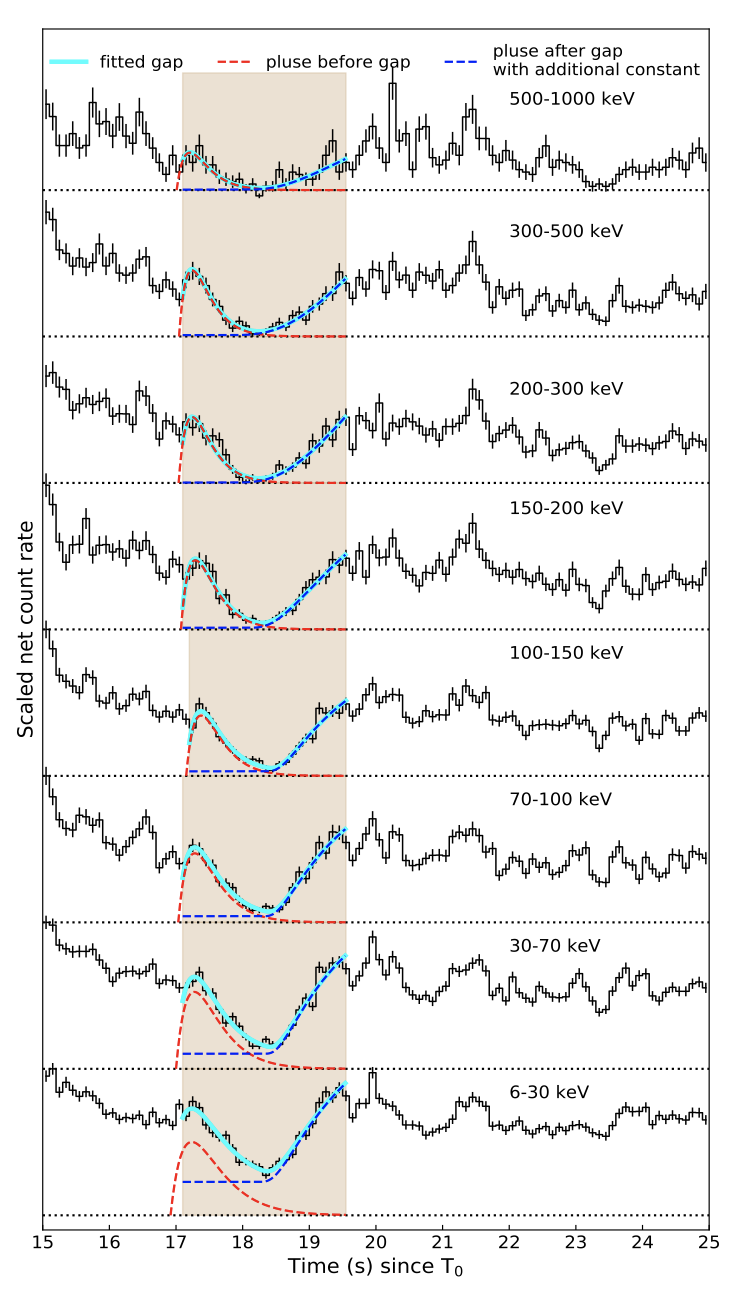 fitted gap
pluse before gap
pluse after gap
with additional constant
500-1000 keV
300-500 keV
200-300 keV
150-200 keV
100-150 keV
70-100 keV
30-70 keV
6-30 keV
Scaled net count rate
15 16 17 18 19 20 21 22 23 24 25
Time (s) since T₀